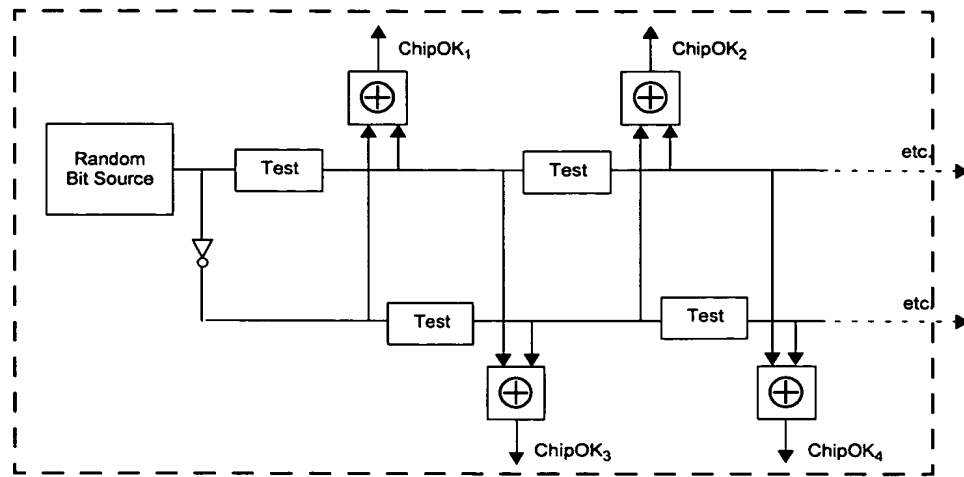 ChipOK₁
ChipOK₂
Random
Bit Source
Test
Test
etc.
Test
Test
etc.
ChipOK₃
ChipOK₄